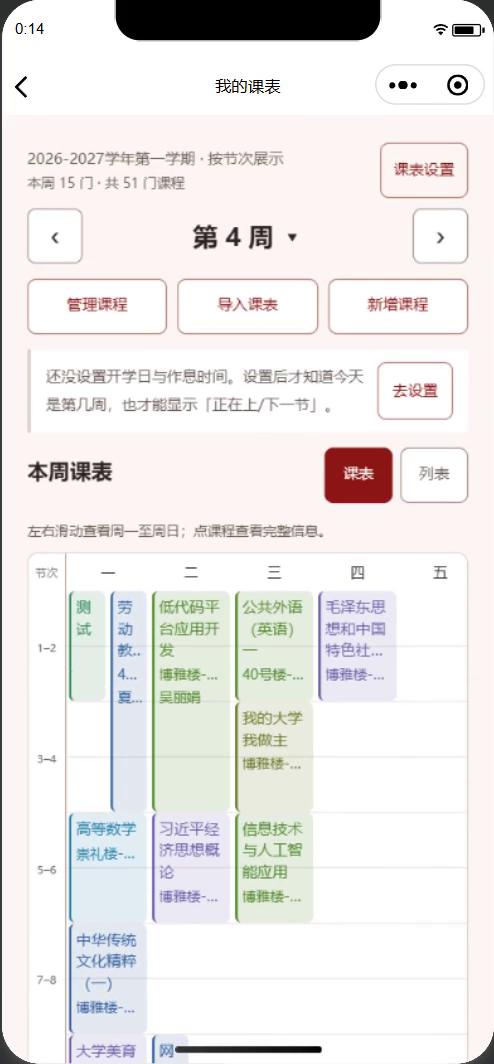 0:14
我的课表
2026-2027学年第一学期 · 按节次展示
本周 15 门 · 共 51 门课程
课表设置
‹
第 4 周 ▼
›
管理课程
导入课表
新增课程
还没设置开学日与作息时间。设置后才知道今天
是第几周，也才能显示「正在上/下一节」。
去设置
本周课表
课表
列表
左右滑动查看周一至周日；点课程查看完整信息。
节次
一
二
三
四
五
1–2
测
试
劳
动
教...
4...
夏...
低代码平
台应用开
发
博雅楼-...
吴丽娟
公共外语
（英语）
一
40号楼-...
毛泽东思
想和中国
特色社...
博雅楼-...
3–4
我的大学
我做主
博雅楼-...
5–6
高等数学
崇礼楼-...
习近平经
济思想概
论
博雅楼-...
信息技术
与人工智
能应用
博雅楼-...
7–8
中华传统
文化精粹
（一）
博雅楼-...
大学美育
网